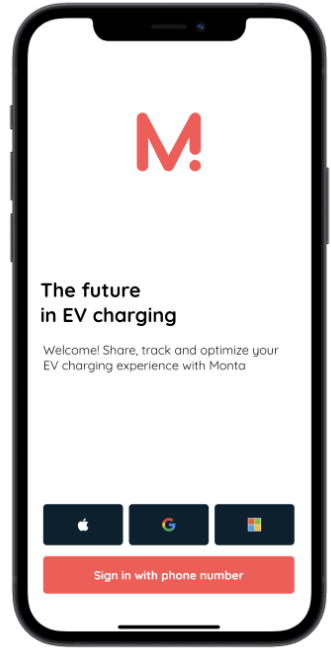 M!
The future
in EV charging
Welcome! Share, track and optimize your
EV charging experience with Monta
Sign in with phone number